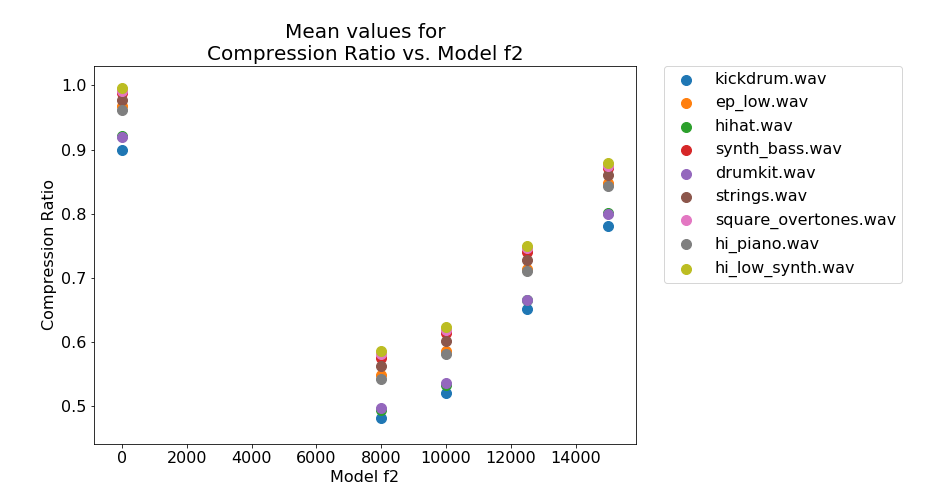 Mean values for
Compression Ratio vs. Model f2
1.0
0.9
0.8
0.7
0.6
0.5
Compression Ratio
0 2000 4000 6000 8000 10000 12000 14000
Model f2
kickdrum.wav
ep_low.wav
hihat.wav
synth_bass.wav
drumkit.wav
strings.wav
square_overtones.wav
hi_piano.wav
hi_low_synth.wav